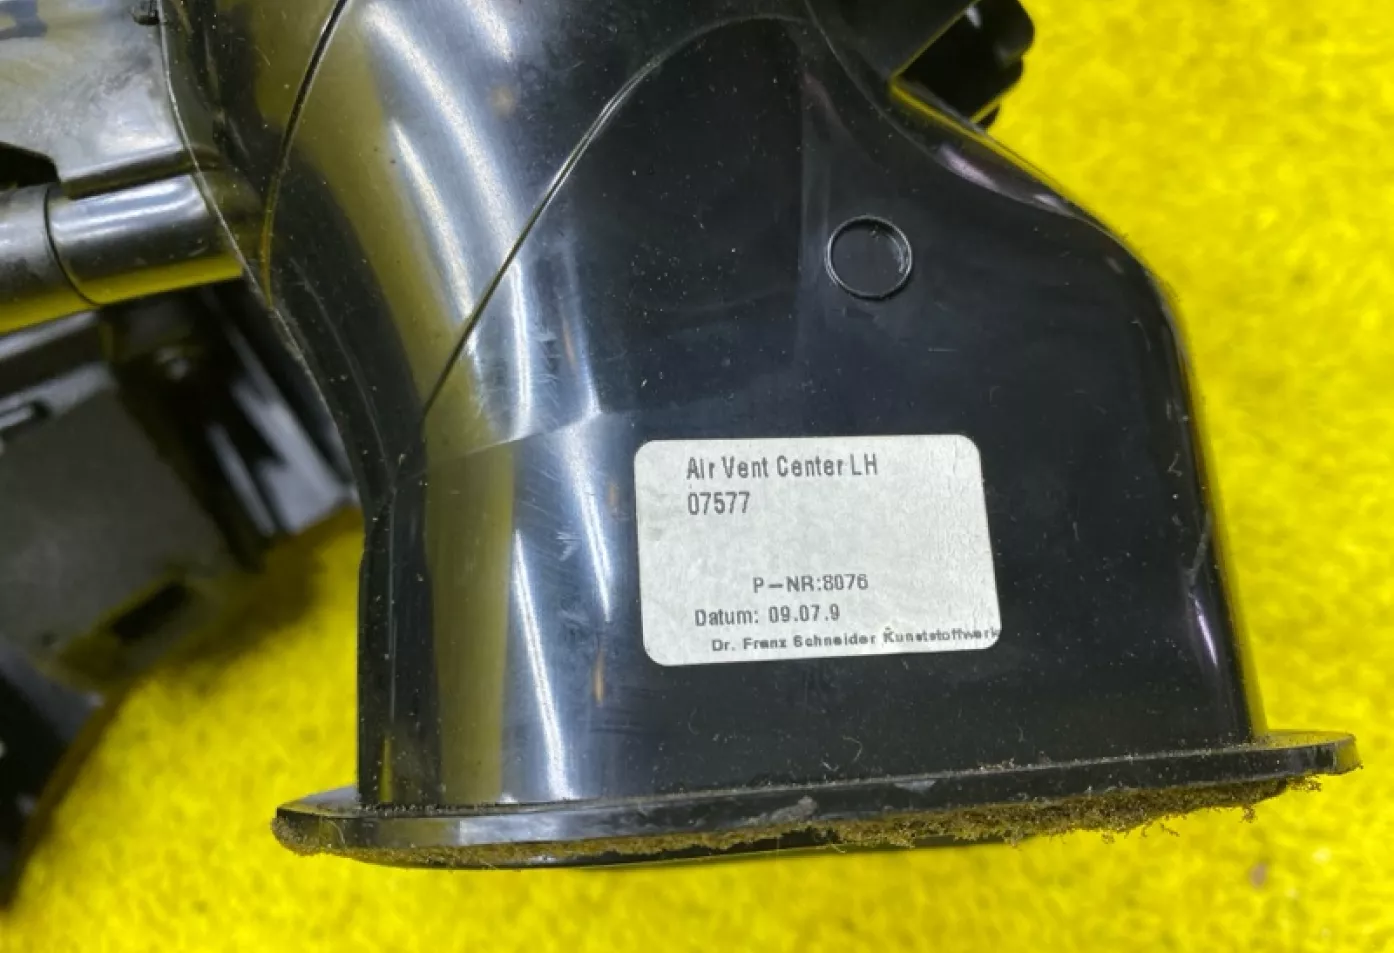 Air Vent Center LH
07577
P-NR:8076
Datum: 09.07.9
Dr. Franz Schneider Kunststoffwerk